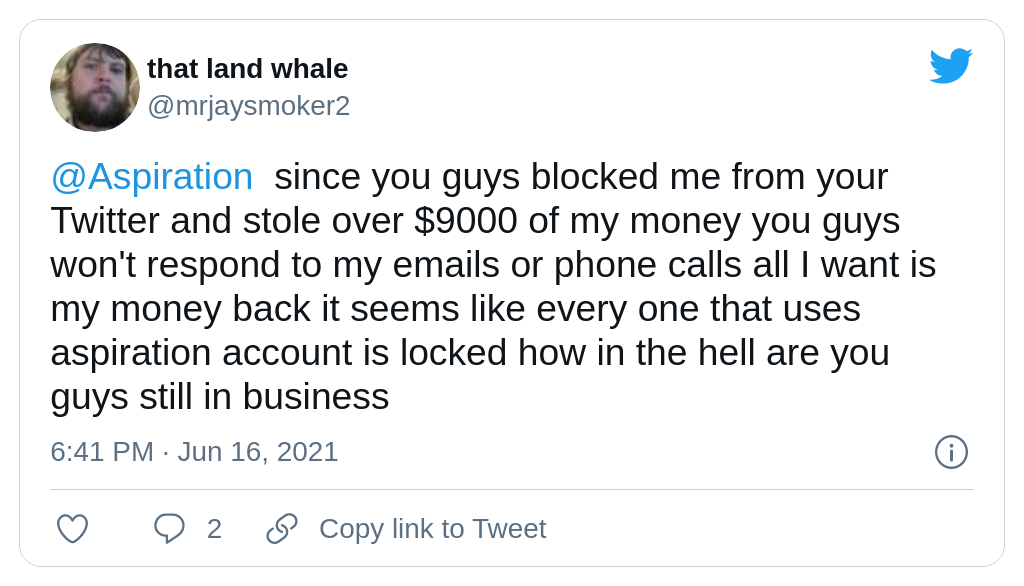 that land whale
@mrjaysmoker2
@Aspiration since you guys blocked me from your
Twitter and stole over $9000 of my money you guys
won't respond to my emails or phone calls all I want is
my money back it seems like every one that uses
aspiration account is locked how in the hell are you
guys still in business
6:41 PM · Jun 16, 2021
2 Copy link to Tweet